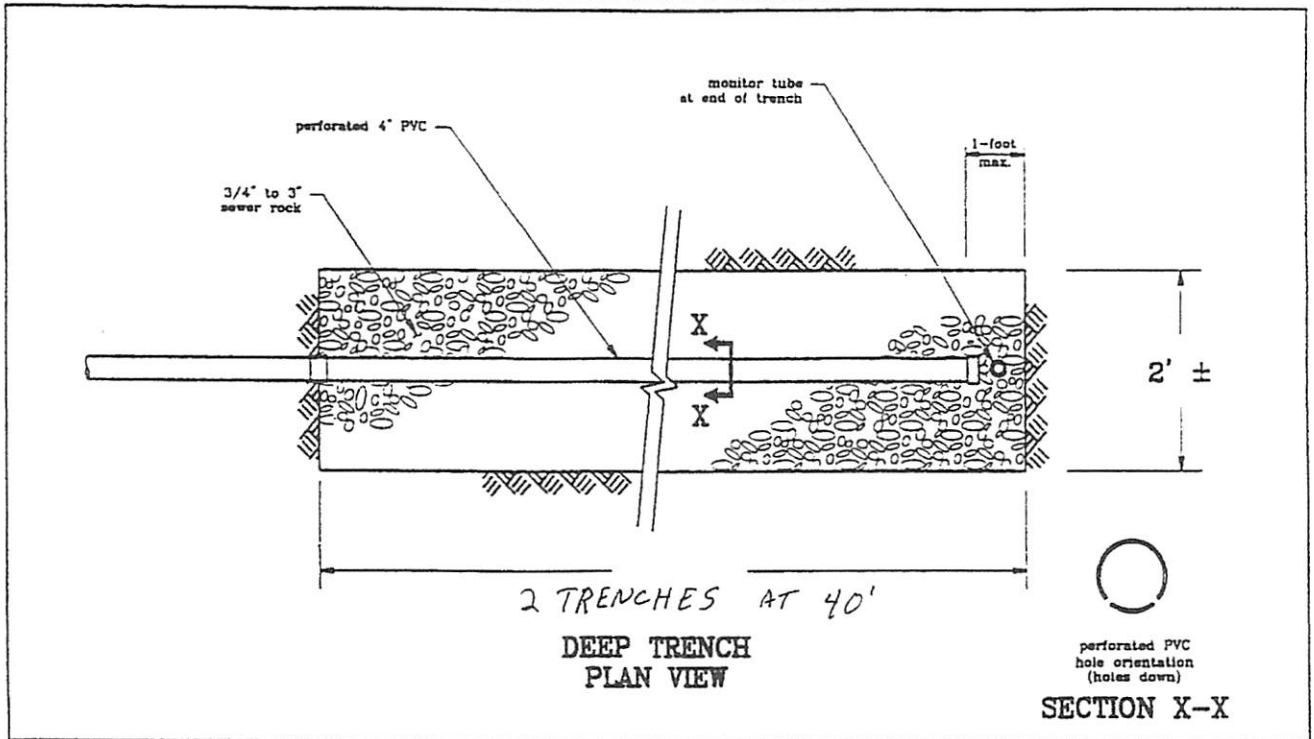 monitor tube
at end of trench
perforated 4" PVC
1-foot
max.
3/4" to 3"
sewer rock
X
X
2' ±
2 TRENCHES AT 40'
DEEP TRENCH
PLAN VIEW
perforated PVC
hole orientation
(holes down)
SECTION X-X